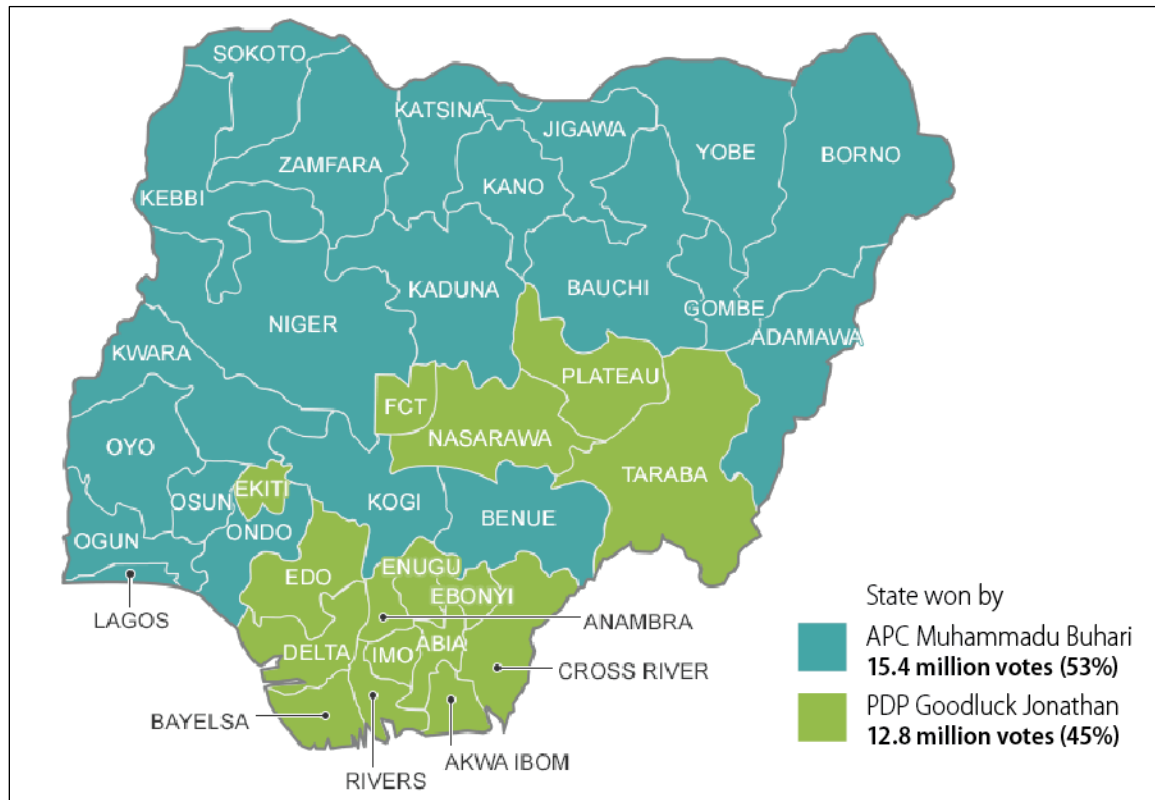 SOKOTO
KATSINA
JIGAWA
YOBE
BORNO
ZAMFARA
KANO
KEBBI
KADUNA
BAUCHI
GOMBE
NIGER
ADAMAWA
KWARA
PLATEAU
FCT
NASARAWA
OYO
TARABA
EKITI
OSUN
KOGI
BENUE
ONDO
OGUN
EDO
ENUGU
EBONYI
LAGOS
ANAMBRA
DELTA
IMO
ABIA
CROSS RIVER
BAYELSA
RIVERS
AKWA IBOM
State won by
APC Muhammadu Buhari
15.4 million votes (53%)
PDP Goodluck Jonathan
12.8 million votes (45%)